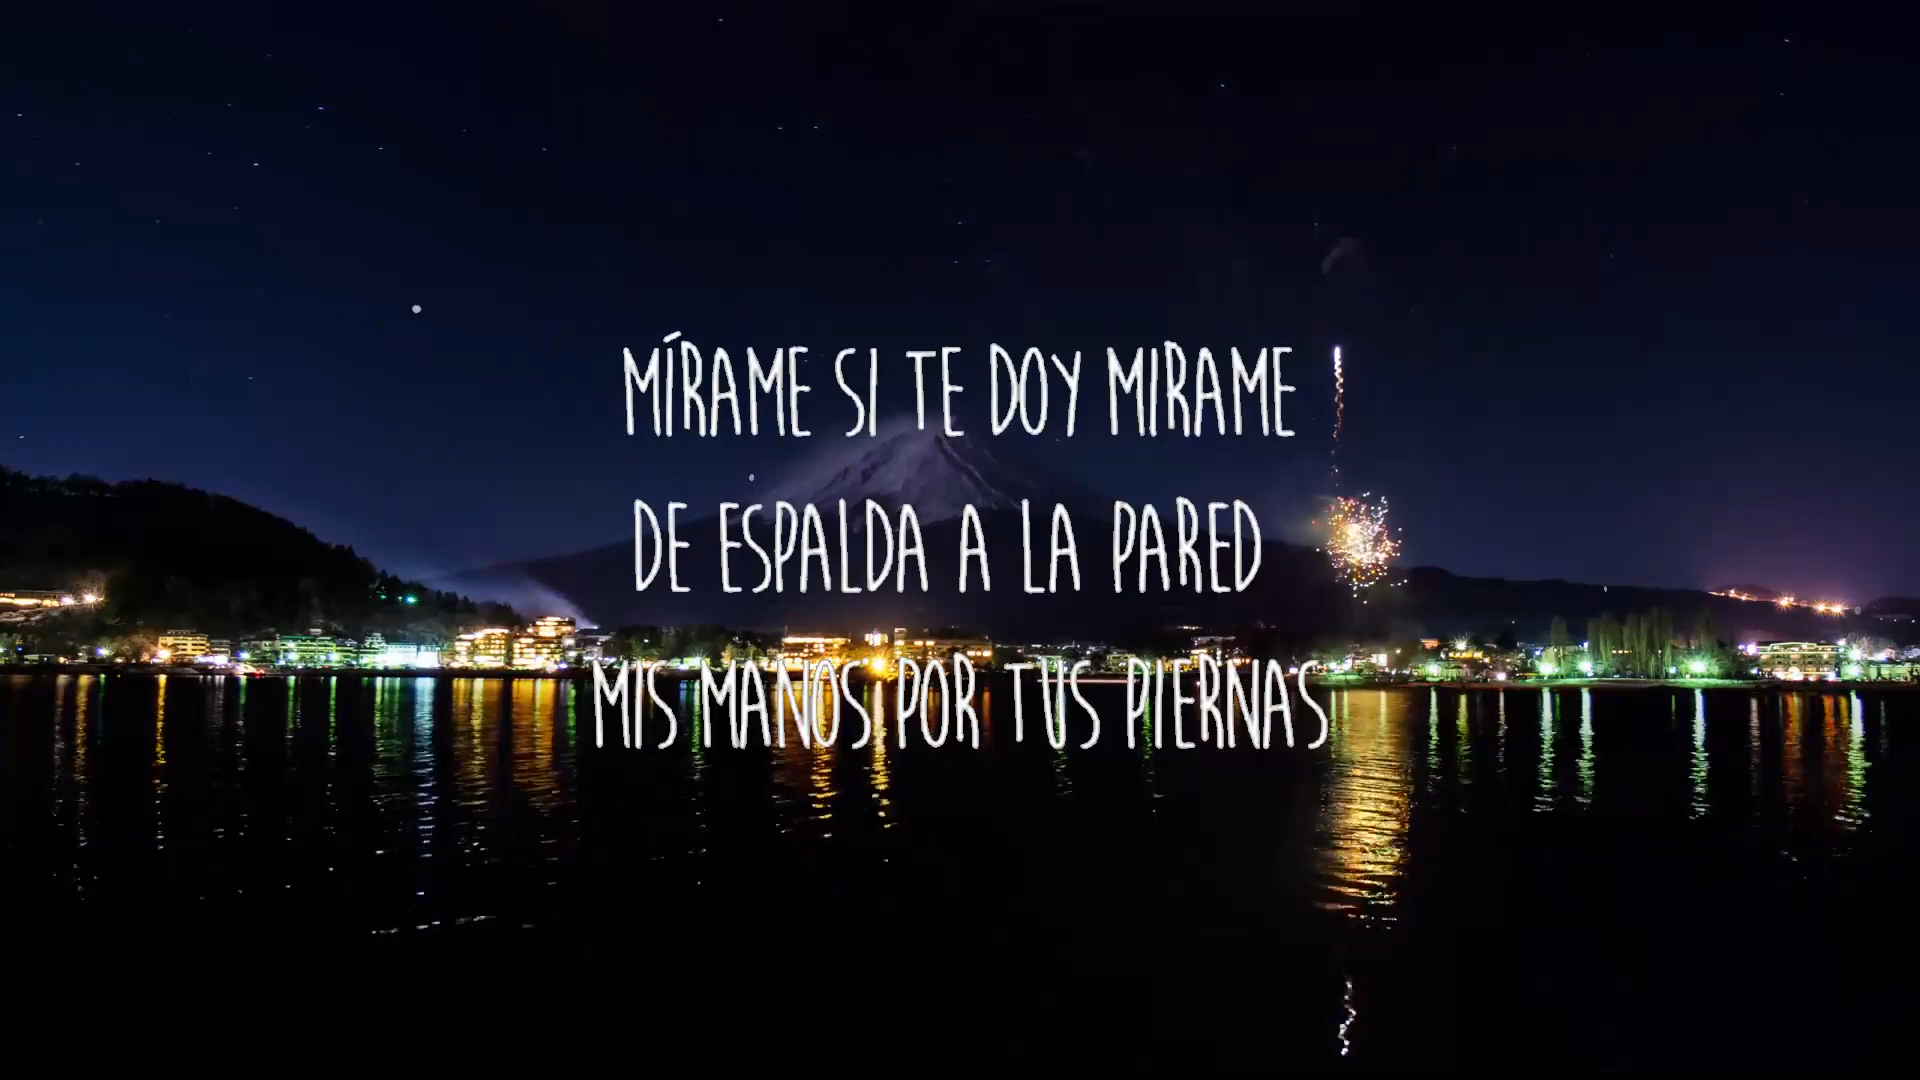 MÍRAME SI TE DOY MIRAME
DE ESPALDA A LA PARED
MIS MANOS POR TUS PIERNAS